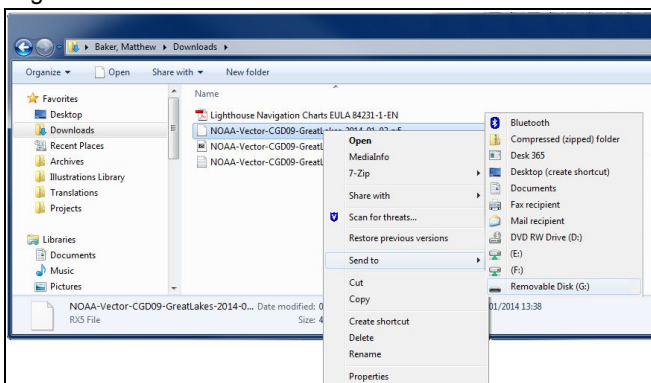 Baker, Matthew ▸ Downloads ▸
Organize Open Share with New folder
Favorites
Desktop
Downloads
Recent Places
Archives
Illustrations Library
Translations
Projects
Libraries
Documents
Music
Pictures
Name
Lighthouse Navigation Charts EULA 84231-1-EN
NOAA-Vector-CGD09-GreatLakes-2014-01-02.r
NOAA-Vector-CGD09-GreatL
NOAA-Vector-CGD09-GreatL
Open
MediaInfo
7-Zip
Share with
Scan for threats...
Restore previous versions
Send to
Cut
Copy
Create shortcut
Delete
Rename
Properties
Bluetooth
Compressed (zipped) folder
Desk 365
Desktop (create shortcut)
Documents
Fax recipient
Mail recipient
DVD RW Drive (D:)
(E:)
(F:)
Removable Disk (G:)
NOAA-Vector-CGD09-GreatLakes-2014-0... Date modified: 0
01/2014 13:38
RX5 File Size: 4